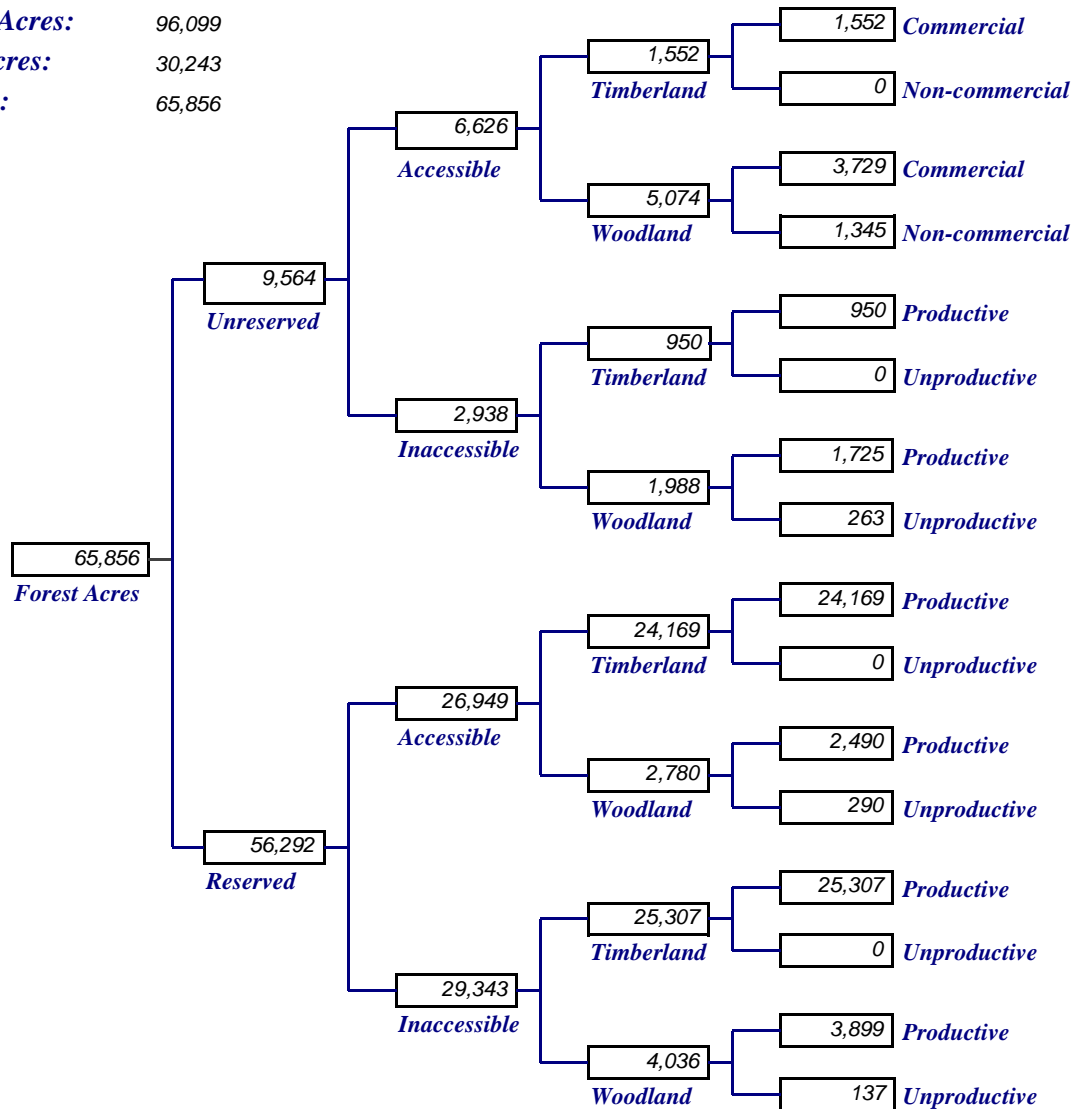 Acres: 96,099
cres: 30,243
: 65,856
1,552 Commercial
1,552
Timberland
0 Non-commercial
6,626
Accessible
3,729 Commercial
5,074
Woodland
1,345 Non-commercial
9,564
Unreserved
950 Productive
950
Timberland
0 Unproductive
2,938
Inaccessible
1,725 Productive
1,988
Woodland
263 Unproductive
65,856
Forest Acres
24,169 Productive
24,169
Timberland
0 Unproductive
26,949
Accessible
2,490 Productive
2,780
Woodland
290 Unproductive
56,292
Reserved
25,307 Productive
25,307
Timberland
0 Unproductive
29,343
Inaccessible
3,899 Productive
4,036
Woodland
137 Unproductive